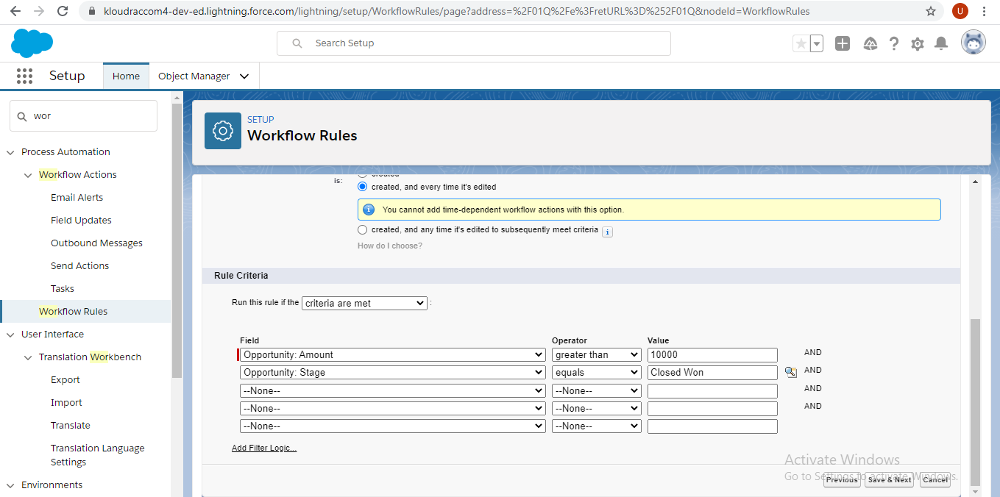 kloudraccom4-dev-ed.lightning.force.com/lightning/setup/WorkflowRules/page?address=%2F01Q%2Fe%3FretURL%3D%252F01Q&nodeId=WorkflowRules
U
Search Setup
Setup
Home
Object Manager
wor
Process Automation
Workflow Actions
Email Alerts
Field Updates
Outbound Messages
Send Actions
Tasks
Workflow Rules
User Interface
Translation Workbench
Export
Import
Translate
Translation Language
Settings
Environments
SETUP
Workflow Rules
created
is:
created, and every time it's edited
You cannot add time-dependent workflow actions with this option.
created, and any time it's edited to subsequently meet criteria
How do I choose?
Rule Criteria
Run this rule if the criteria are met :
Field Operator Value
Opportunity: Amount greater than 10000 AND
Opportunity: Stage equals Closed Won AND
--None-- --None-- AND
--None-- --None-- AND
--None-- --None--
Add Filter Logic...
Activate Windows
Go to Settings to activate Windows.
Previous Save & Next Cancel